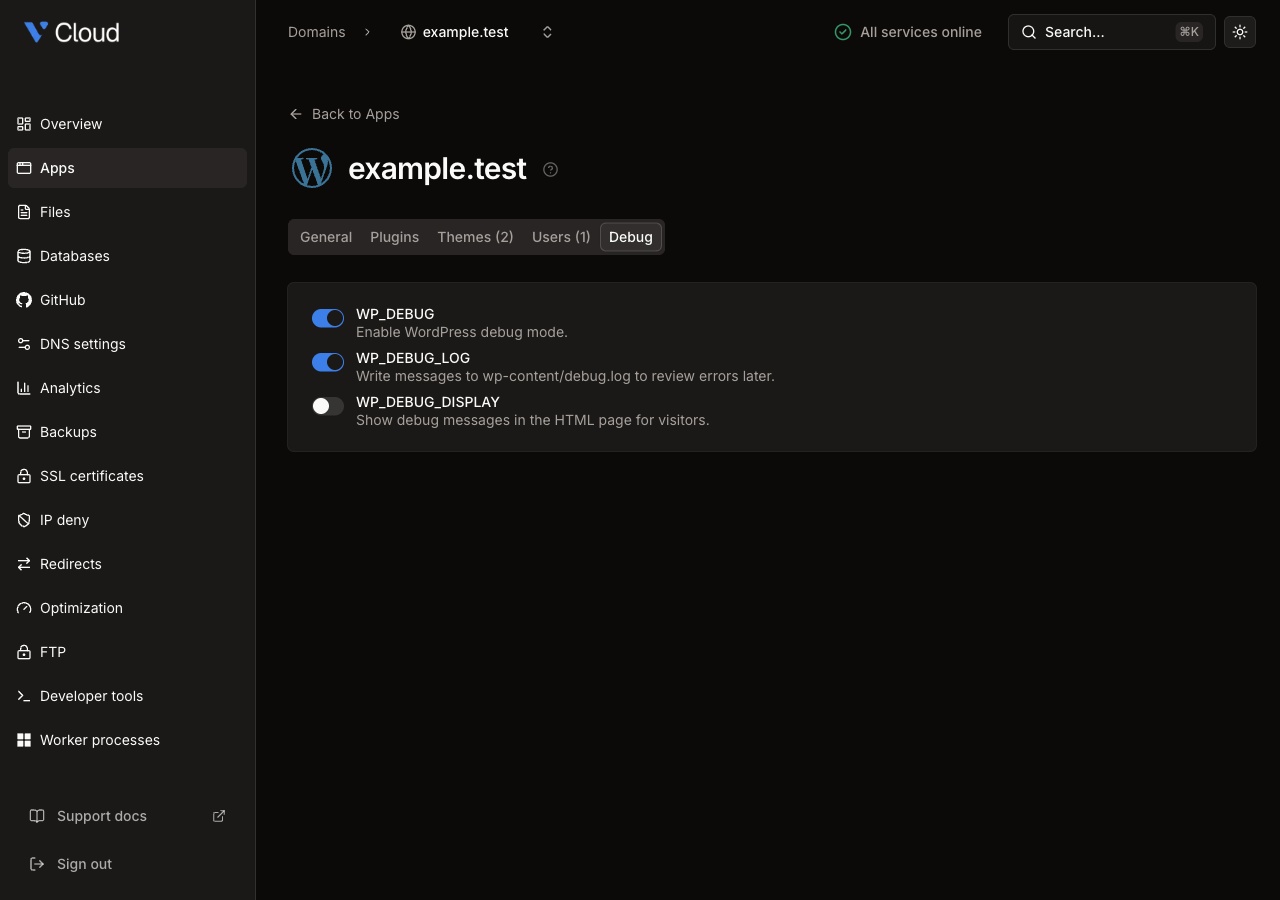 Cloud
Domains
example.test
All services online
Search...
⌘K
Overview
Apps
Files
Databases
GitHub
DNS settings
Analytics
Backups
SSL certificates
IP deny
Redirects
Optimization
FTP
Developer tools
Worker processes
Support docs
Sign out
Back to Apps
example.test
General
Plugins
Themes (2)
Users (1)
Debug
WP_DEBUG
Enable WordPress debug mode.
WP_DEBUG_LOG
Write messages to wp-content/debug.log to review errors later.
WP_DEBUG_DISPLAY
Show debug messages in the HTML page for visitors.